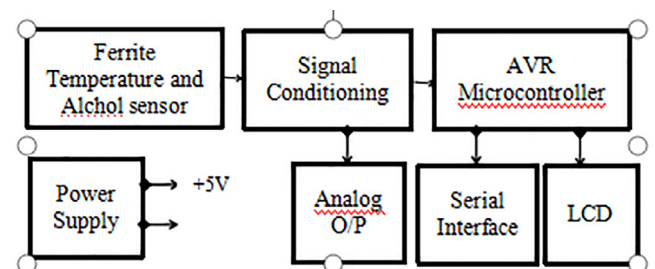 Ferrite
Temperature and
Alchol sensor
Signal
Conditioning
AVR
Microcontroller
Power
Supply
+5V
Analog
O/P
Serial
Interface
LCD